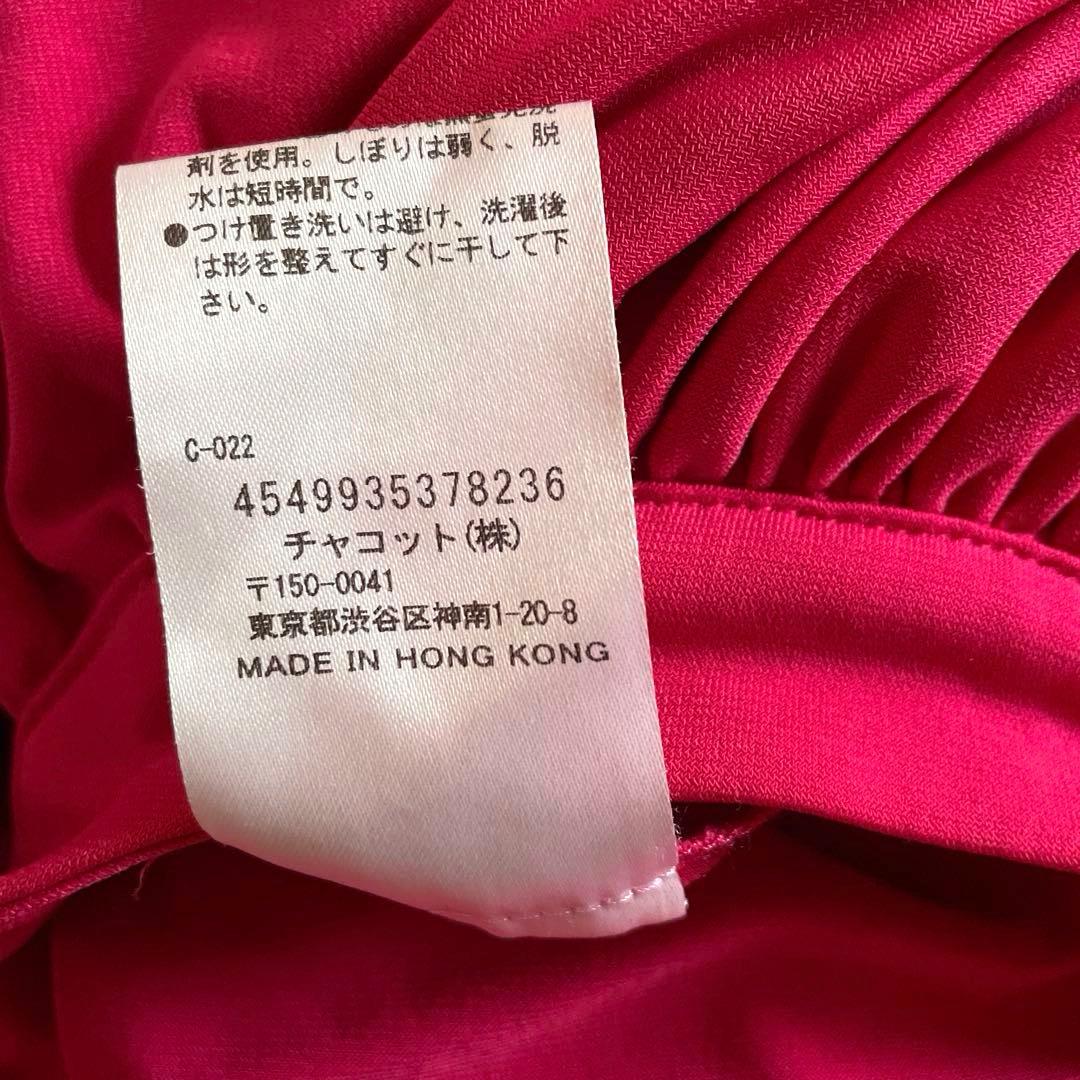 剤を使用。しぼりは弱く、脱
水は短時間で。
●つけ置き洗いは避け、洗濯後
は形を整えてすぐに干して下
さい。
C-022
4549935378236
チャコット(株)
〒150-0041
東京都渋谷区神南1-20-8
MADE IN HONG KONG